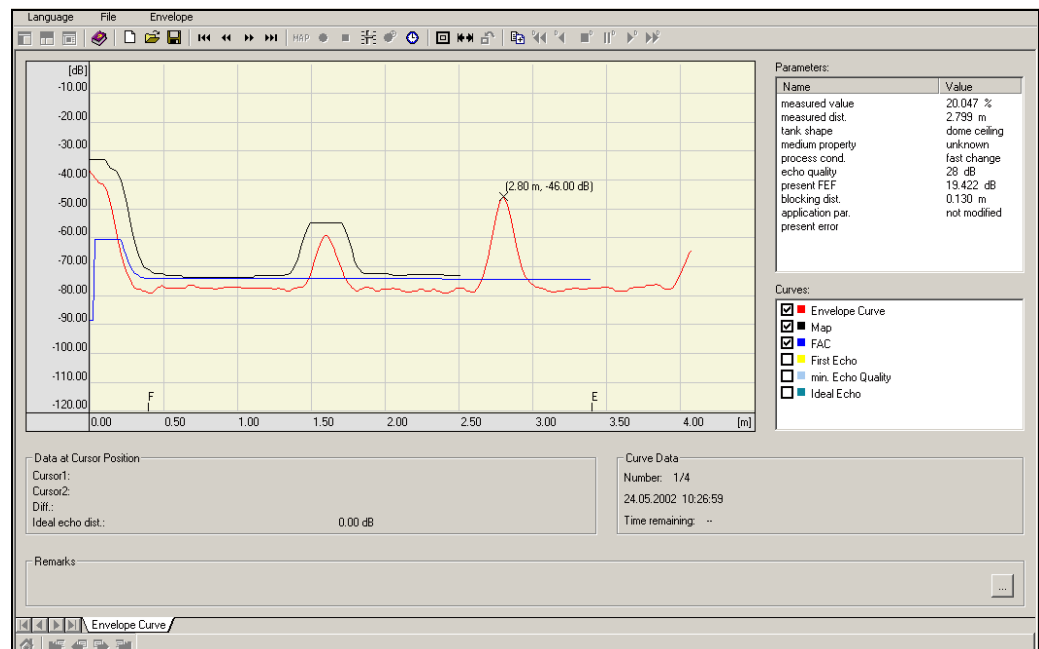 Language File Envelope
MAP
[dB]
-10.00
-20.00
-30.00
-40.00
-50.00
-60.00
-70.00
-80.00
-90.00
-100.00
-110.00
-120.00
(2.80 m, -46.00 dB)
F
E
0.00 0.50 1.00 1.50 2.00 2.50 3.00 3.50 4.00 [m]
Parameters:
Name Value
measured value 20.047 %
measured dist. 2.799 m
tank shape dome ceiling
medium property unknown
process cond. fast change
echo quality 28 dB
present FEF 19.422 dB
blocking dist. 0.130 m
application par. not modified
present error
Curves:
Envelope Curve
Map
FAC
First Echo
min. Echo Quality
Ideal Echo
Data at Cursor Position
Cursor1:
Cursor2:
Diff.:
Ideal echo dist.: 0.00 dB
Curve Data
Number: 1/4
24.05.2002 10:26:59
Time remaining: --
Remarks
...
Envelope Curve